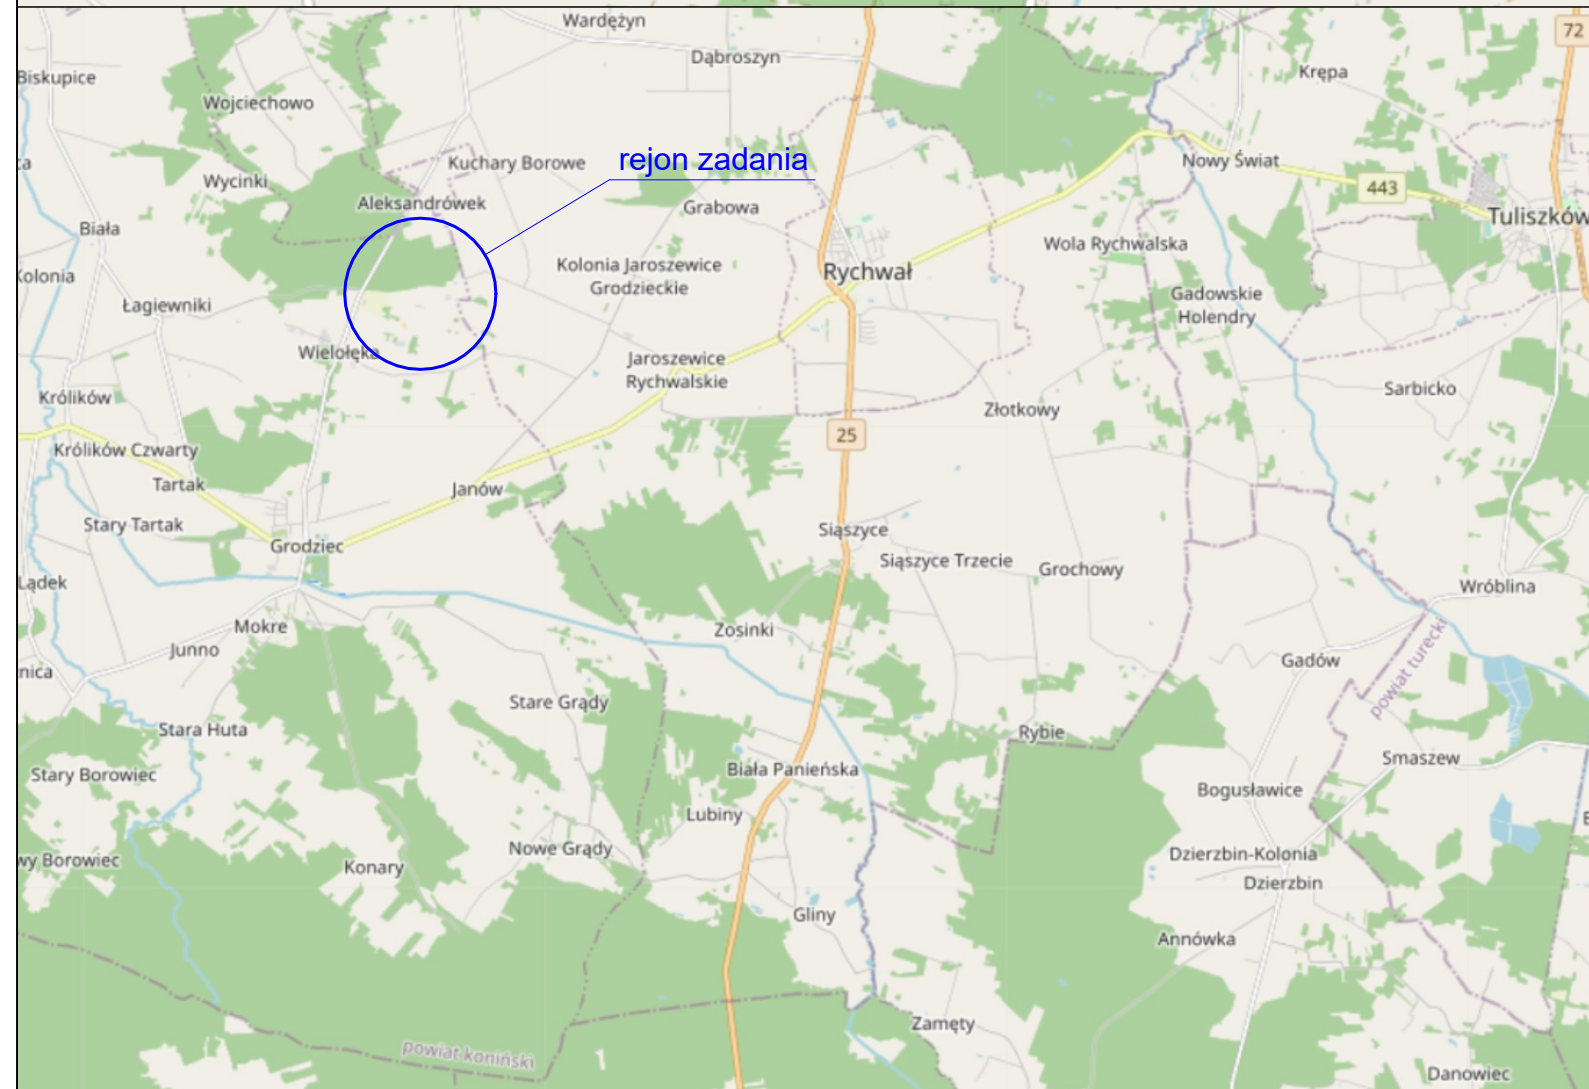 Wardężyn
72
Dąbroszyn
Krępa
Biskupice
Wojciechowo
Nowy Świat
rejon zadania
Kuchary Borowe
Wycinki
443
Aleksandrówek
Grabowa
Tuliszków
Biała
Wola Rychwalska
Kolonia Jaroszewice
Grodzieckie
Rychwał
Kolonia
Gadowskie
Holendry
Łagiewniki
Wielołęka
Jaroszewice
Rychwalskie
Sarbicko
Królików
Złotkowy
25
Królików Czwarty
Tartak
Janów
Stary Tartak
Siąszyce
Grodziec
Siąszyce Trzecie
Grochowy
Lądek
Wróblina
Mokre
Zosinki
Junno
Gadów
powiat turecki
nica
Stare Grądy
Stara Huta
Rybie
Smaszew
Biała Panieńska
Stary Borowiec
Bogusławice
Lubiny
Nowe Grądy
Dzierzbin-Kolonia
wy Borowiec
Konary
Dzierzbin
Gliny
Annówka
Zamęty
powiat koniński
Danowiec